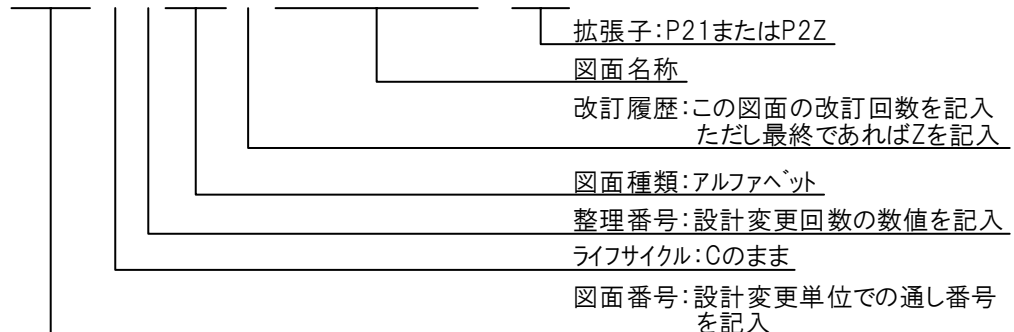 拡張子:P21またはP2Z
図面名称
改訂履歴:この図面の改訂回数を記入
ただし最終であればZを記入
図面種類:アルファベット
整理番号:設計変更回数の数値を記入
ライフサイクル:Cのまま
図面番号:設計変更単位での通し番号
を記入